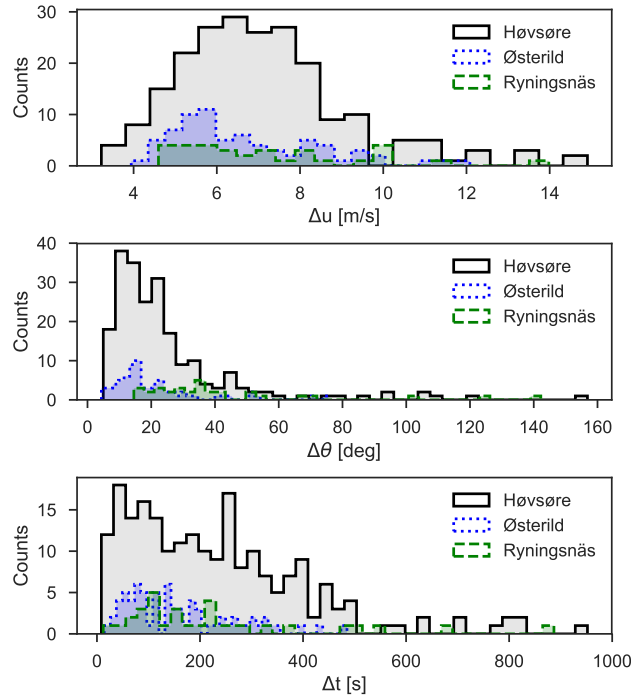 Counts
30
20
10
0
4
6
8
10
12
14
Δu [m/s]
Høvsøre
Østerild
Ryningsnäs
Counts
40
30
20
10
0
0
20
40
60
80
100
120
140
160
Δθ [deg]
Høvsøre
Østerild
Ryningsnäs
Counts
15
10
5
0
0
200
400
600
800
1000
Δt [s]
Høvsøre
Østerild
Ryningsnäs